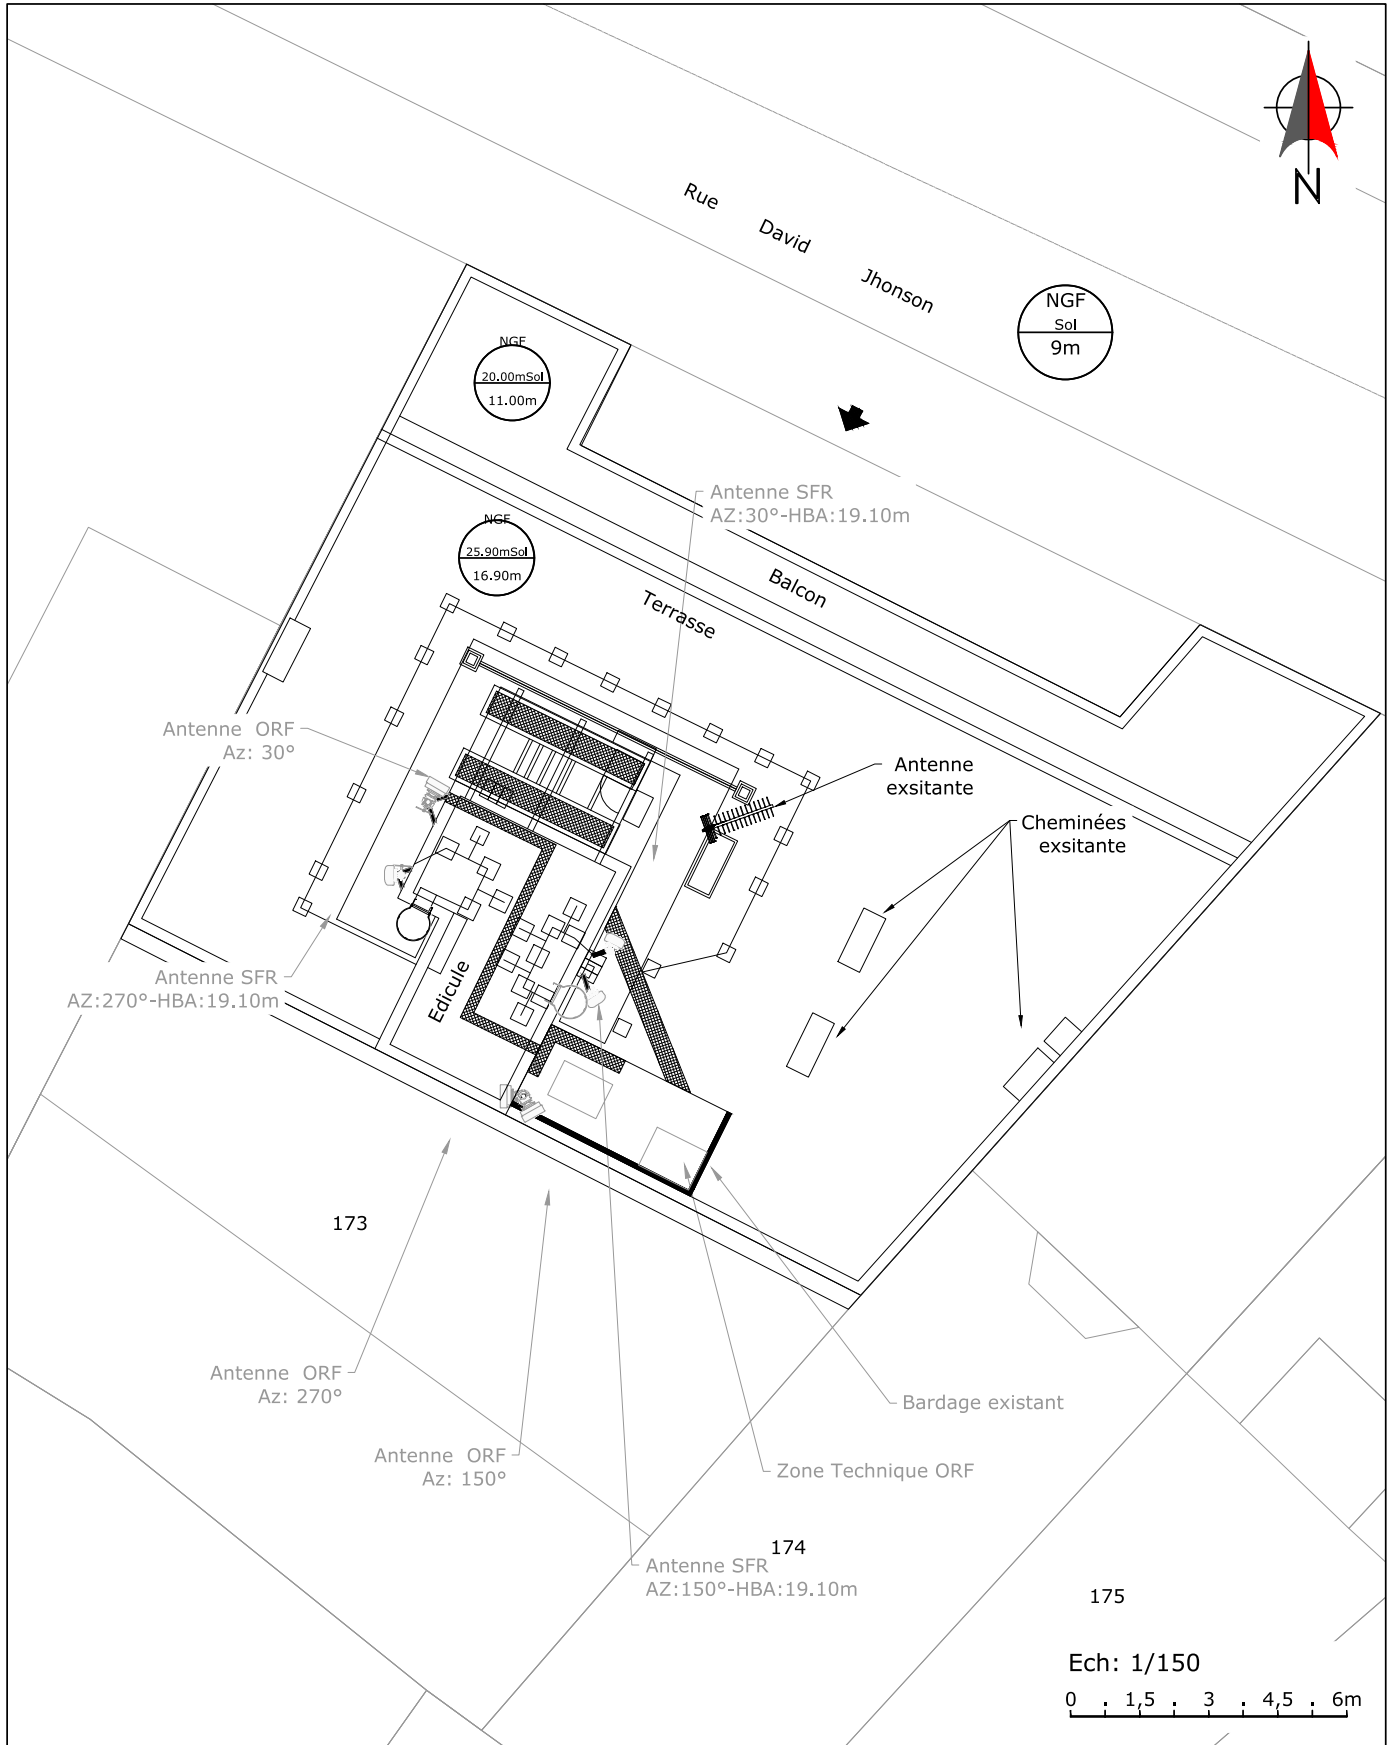 N
Rue David Jhonson
NGF
Sol
9m
NGF
20.00mSol
11.00m
Antenne SFR
AZ:30°-HBA:19.10m
NGF
25.90mSol
16.90m
Balcon
Terrasse
Antenne ORF
Az: 30°
Antenne
exsitante
Cheminées
exsitante
Antenne SFR
AZ:270°-HBA:19.10m
Edicule
173
Antenne ORF
Az: 270°
Bardage existant
Antenne ORF
Az: 150°
Zone Technique ORF
174
Antenne SFR
AZ:150°-HBA:19.10m
175
Ech: 1/150
0 . 1,5 . 3 . 4,5 . 6m